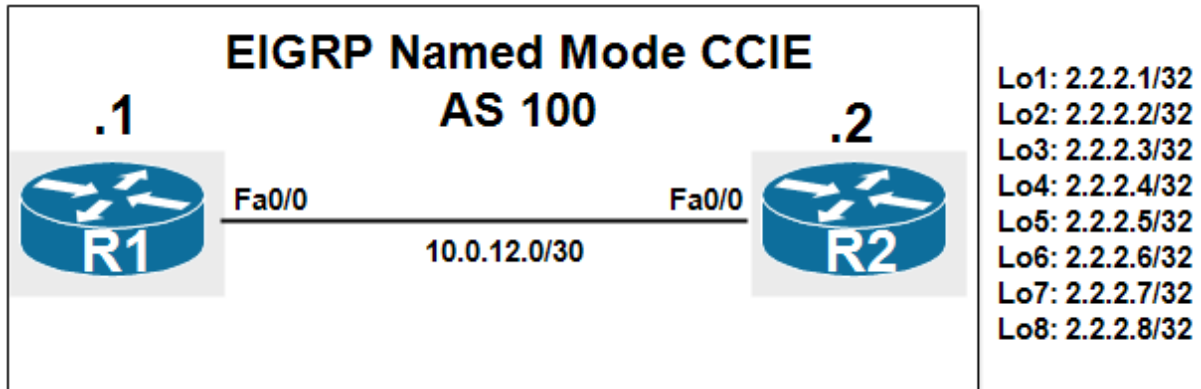 EIGRP Named Mode CCIE
AS 100
.1
.2
Fa0/0
Fa0/0
R1
R2
10.0.12.0/30
Lo1: 2.2.2.1/32
Lo2: 2.2.2.2/32
Lo3: 2.2.2.3/32
Lo4: 2.2.2.4/32
Lo5: 2.2.2.5/32
Lo6: 2.2.2.6/32
Lo7: 2.2.2.7/32
Lo8: 2.2.2.8/32